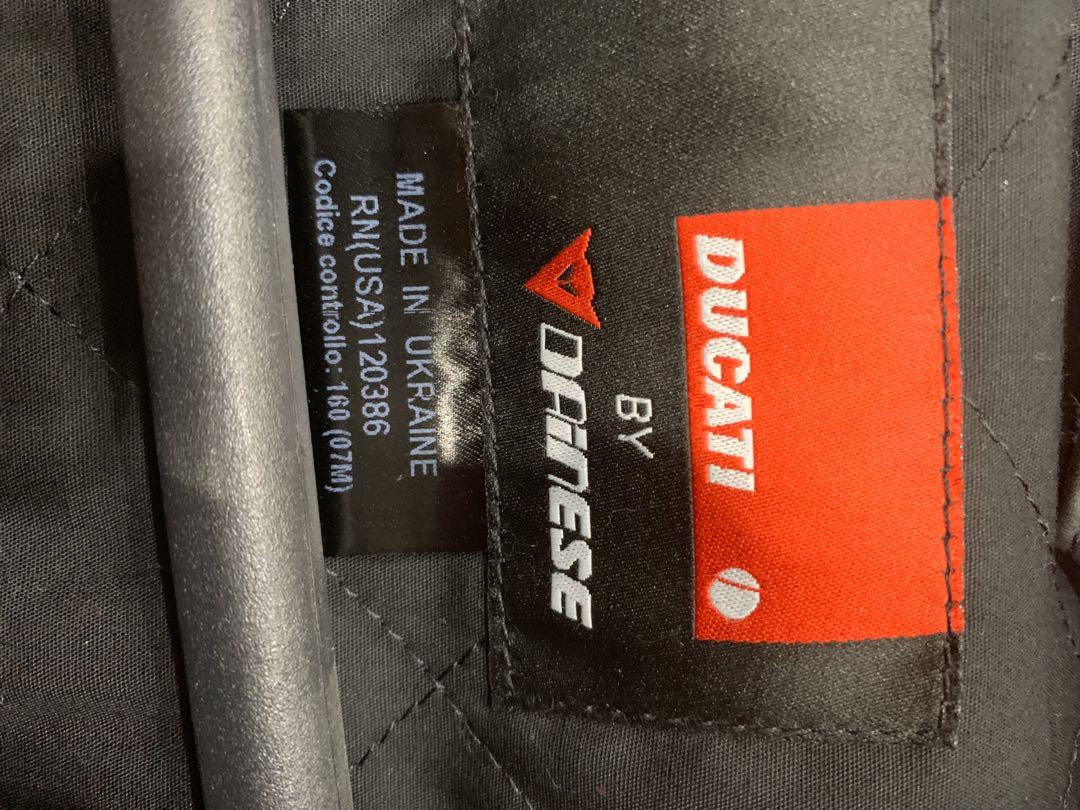 DUCATI
BY
DAINESE
MADE IN UKRAINE
RN(USA)120386
Codice controllo: 160 (07M)